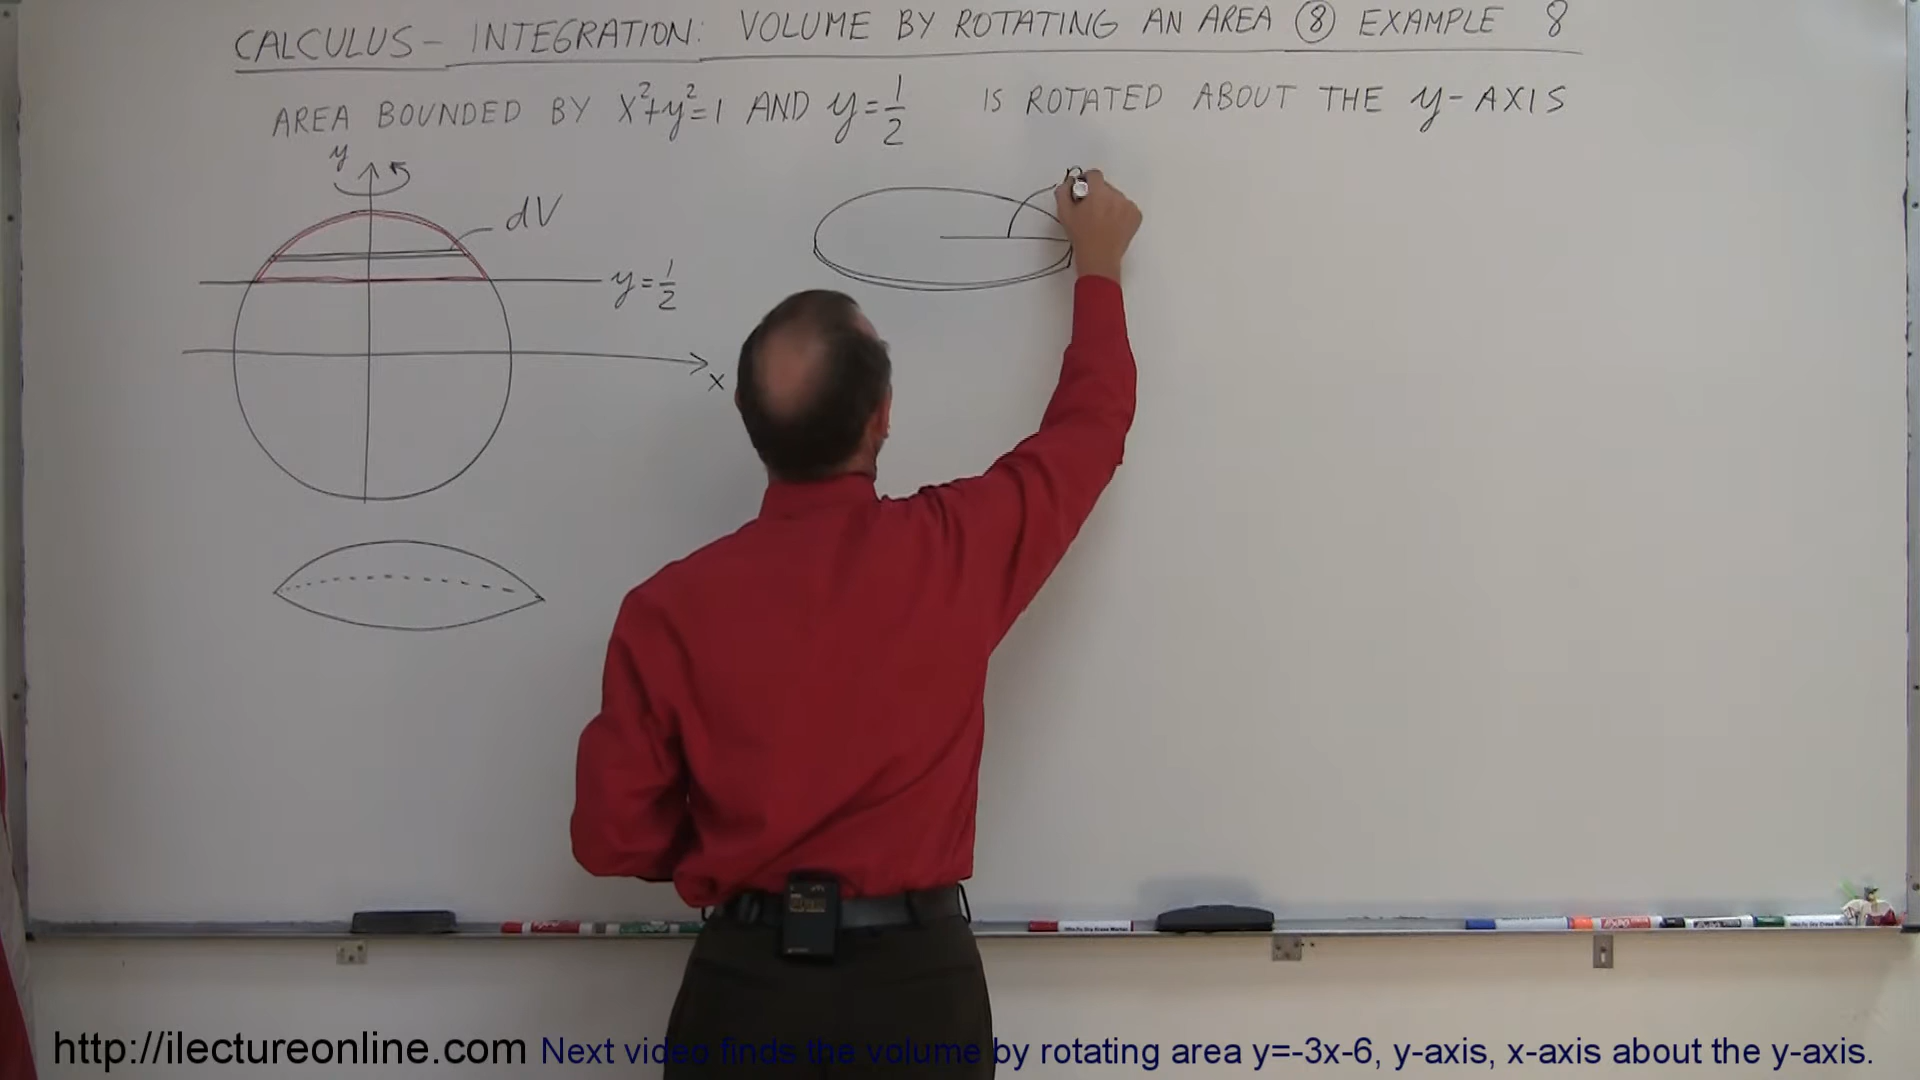 CALCULUS - INTEGRATION: VOLUME BY ROTATING AN AREA ⑧ EXAMPLE 8
AREA BOUNDED BY x²+y²=1 AND y=1/2 IS ROTATED ABOUT THE y-AXIS
y
dV
y=1/2
x
http://ilectureonline.com Next video finds the volume by rotating area y=-3x-6, y-axis, x-axis about the y-axis.